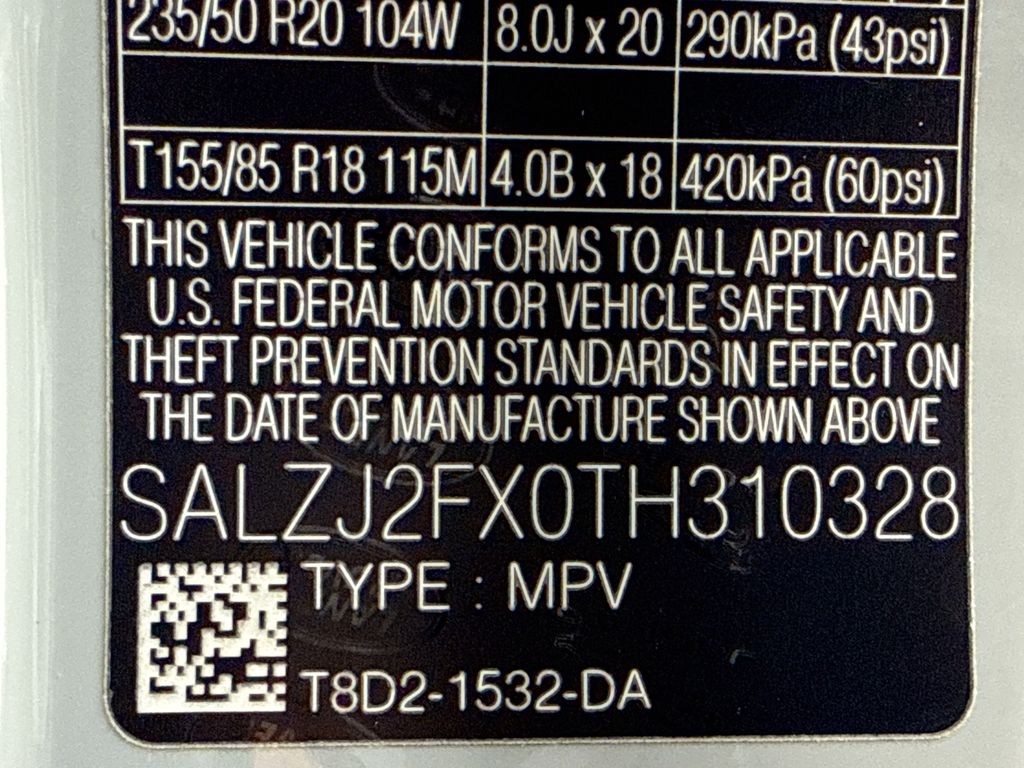 235/50 R20 104W 8.0J x 20 290kPa (43psi)
T155/85 R18 115M 4.0B x 18 420kPa (60psi)
THIS VEHICLE CONFORMS TO ALL APPLICABLE
U.S. FEDERAL MOTOR VEHICLE SAFETY AND
THEFT PREVENTION STANDARDS IN EFFECT ON
THE DATE OF MANUFACTURE SHOWN ABOVE
SALZJ2FX0TH310328
TYPE : MPV
T8D2-1532-DA